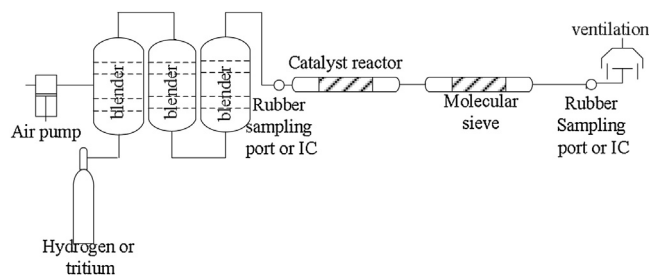 ventilation
Air pump
blender
blender
blender
Rubber
sampling
port or IC
Catalyst reactor
Molecular
sieve
Rubber
Sampling
port or IC
Hydrogen or
tritium